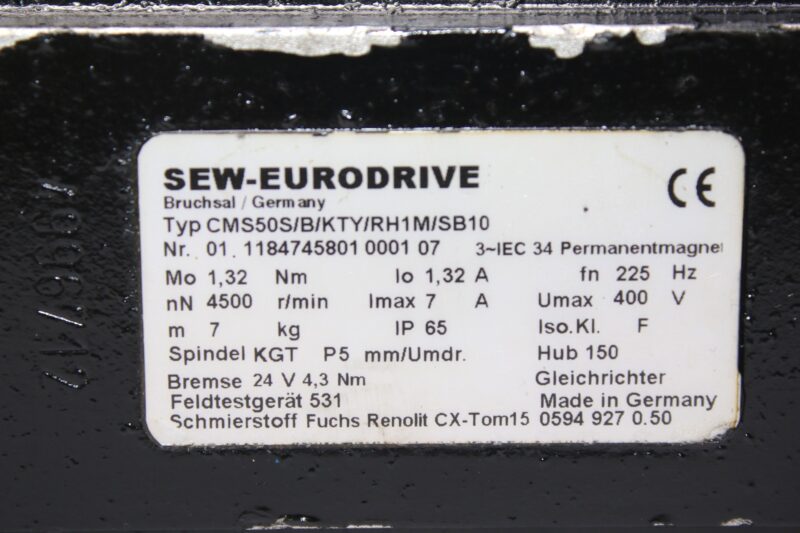 SEW-EURODRIVE CE
Bruchsal / Germany
Typ CMS50S/B/KTY/RH1M/SB10
Nr. 01. 1184745801 0001 07 3~IEC 34 Permanentmagnet
Mo 1,32 Nm Io 1,32 A fn 225 Hz
nN 4500 r/min Imax 7 A Umax 400 V
m 7 kg IP 65 Iso.Kl. F
Spindel KGT P5 mm/Umdr. Hub 150
Bremse 24 V 4,3 Nm Gleichrichter
Feldtestgerät 531 Made in Germany
Schmierstoff Fuchs Renolit CX-Tom15 0594 927 0.50